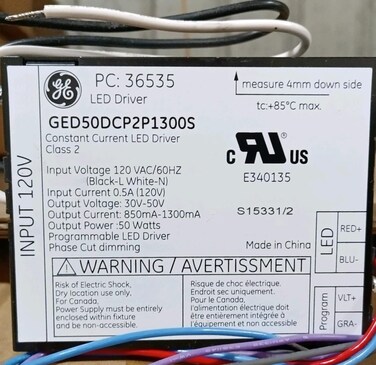 GE
PC: 36535
LED Driver
measure 4mm down side
tc:+85°C max.
GED50DCP2P1300S
Constant Current LED Driver
Class 2
Input Voltage 120 VAC/60HZ
(Black-L White-N)
Input Current 0.5A (120V)
Output Voltage: 30V-50V
Output Current: 850mA-1300mA
Output Power :50 Watts
Programmable LED Driver
Phase Cut dimming
INPUT 120V
C RU US
E340135
S15331/2
Made in China
LED
RED+
BLU-
Program
VLT+
GRA-
WARNING / AVERTISSMENT
Risk of Electric Shock,
Dry location use only,
For Canada,
Power Supply must be entirely
enclosed within fixture
and be non-accessible.
Risque de choc électrique.
Endroit sec uniquement.
Pour le Canada,
l'alimentation électrique doit
être entièrement intégrée à
l'équipement et non accessible